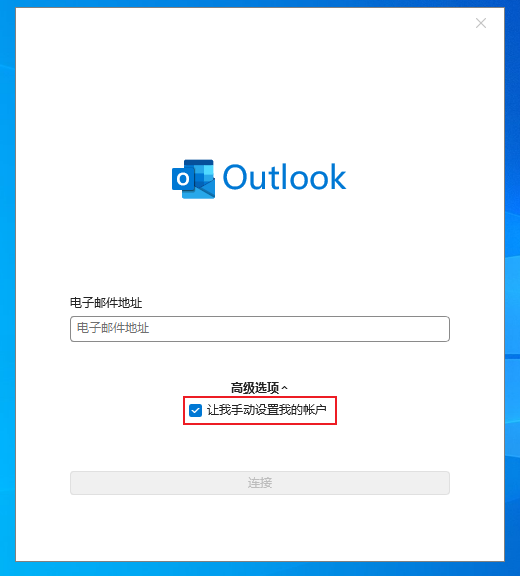 Outlook
电子邮件地址
电子邮件地址
高级选项
让我手动设置我的帐户
连接